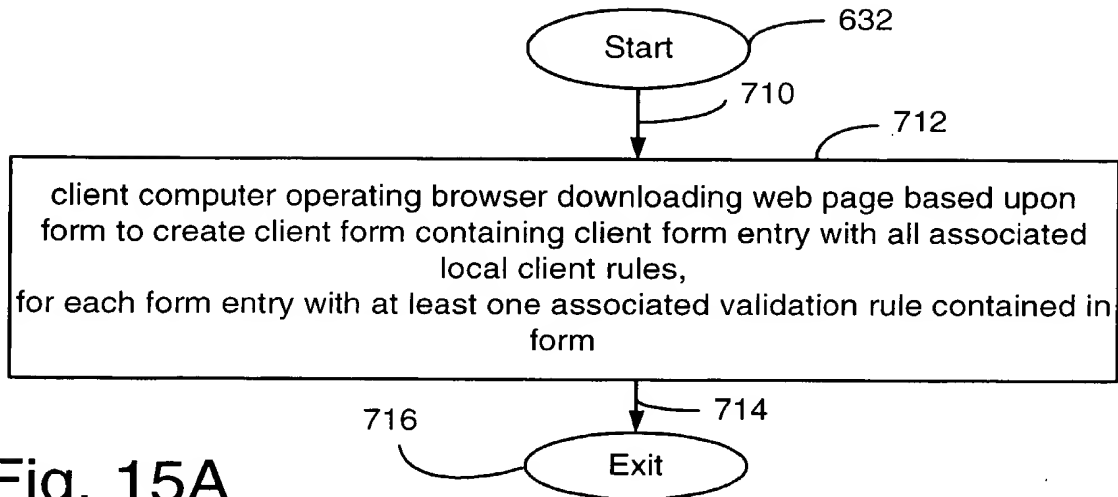 Start
632
710
712
client computer operating browser downloading web page based upon
form to create client form containing client form entry with all associated
local client rules,
for each form entry with at least one associated validation rule contained in
form
714
716
Exit
Fig. 15A